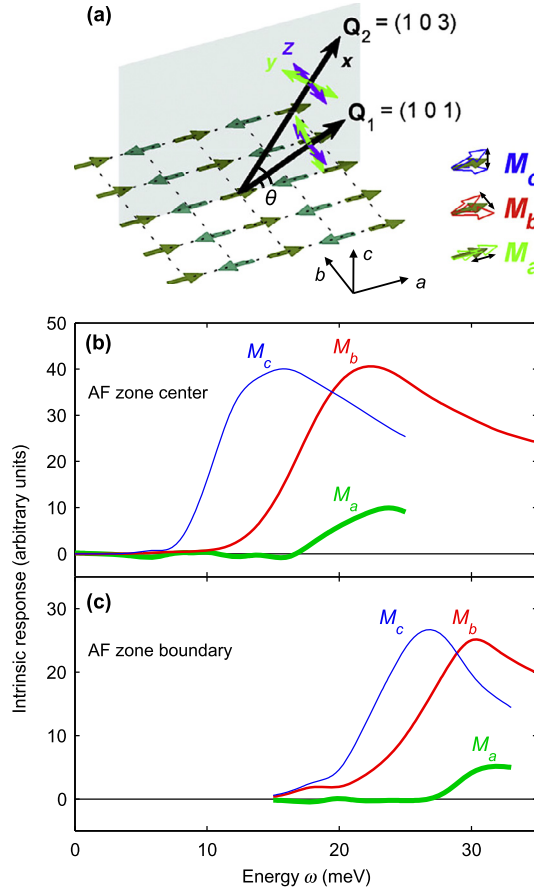 (a)
Q2 = (1 0 3)
z
y
x
Q1 = (1 0 1)
θ
Mc
Mb
Ma
c
b
a
50
(b)
Mc
Mb
40
AF zone center
30
20
Ma
10
0
(c)
30
Mc
Mb
AF zone boundary
20
10
Ma
0
Intrinsic response (arbitrary units)
0 10 20 30
Energy ω (meV)